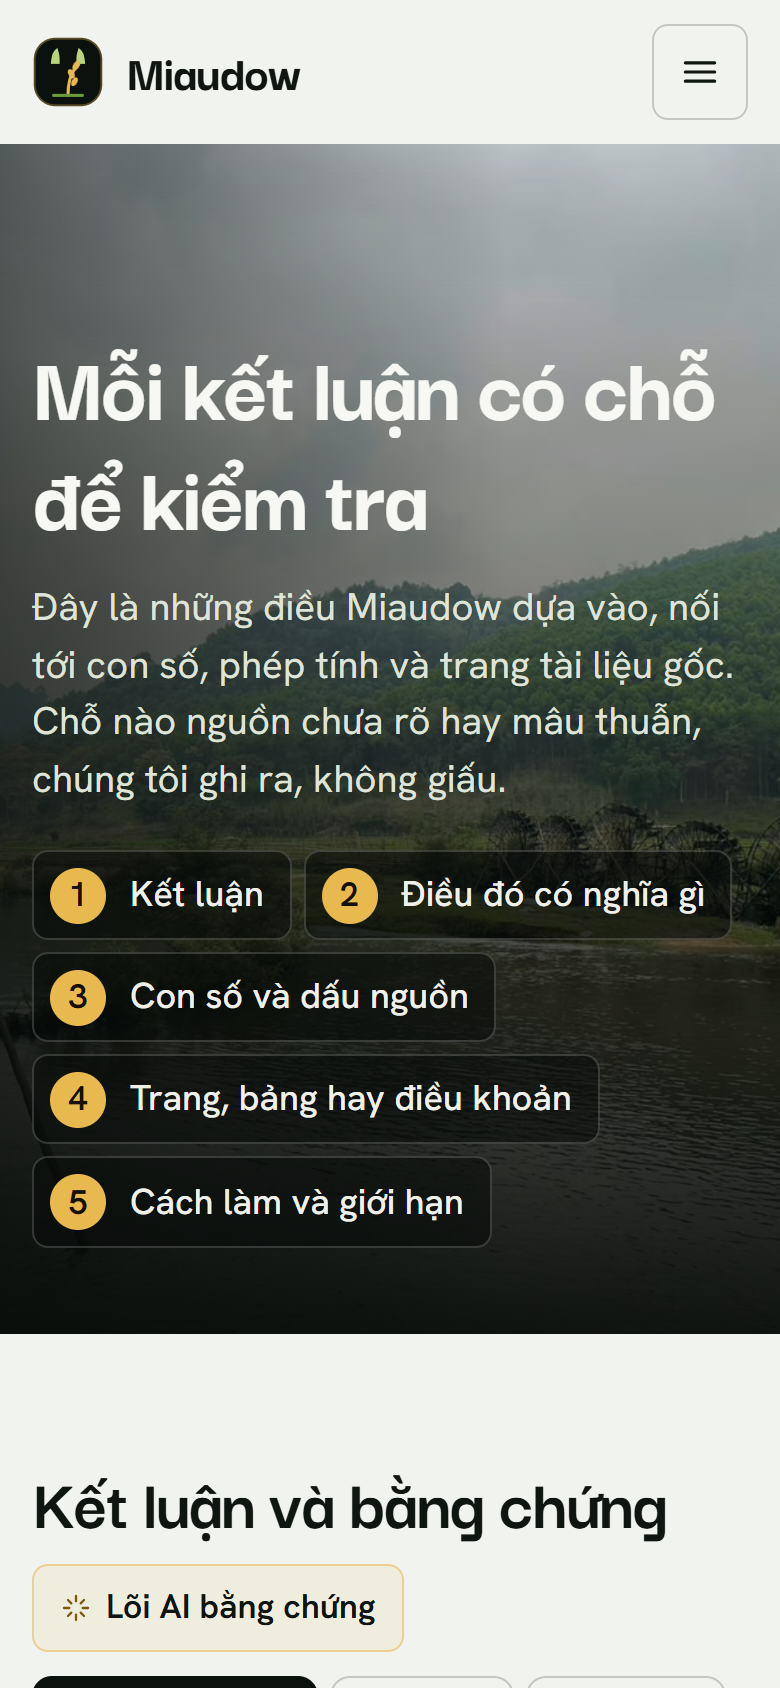 Miaudow
Mỗi kết luận có chỗ
để kiểm tra
Đây là những điều Miaudow dựa vào, nối
tới con số, phép tính và trang tài liệu gốc.
Chỗ nào nguồn chưa rõ hay mâu thuẫn,
chúng tôi ghi ra, không giấu.
1 Kết luận
2 Điều đó có nghĩa gì
3 Con số và dấu nguồn
4 Trang, bảng hay điều khoản
5 Cách làm và giới hạn
Kết luận và bằng chứng
Lõi AI bằng chứng